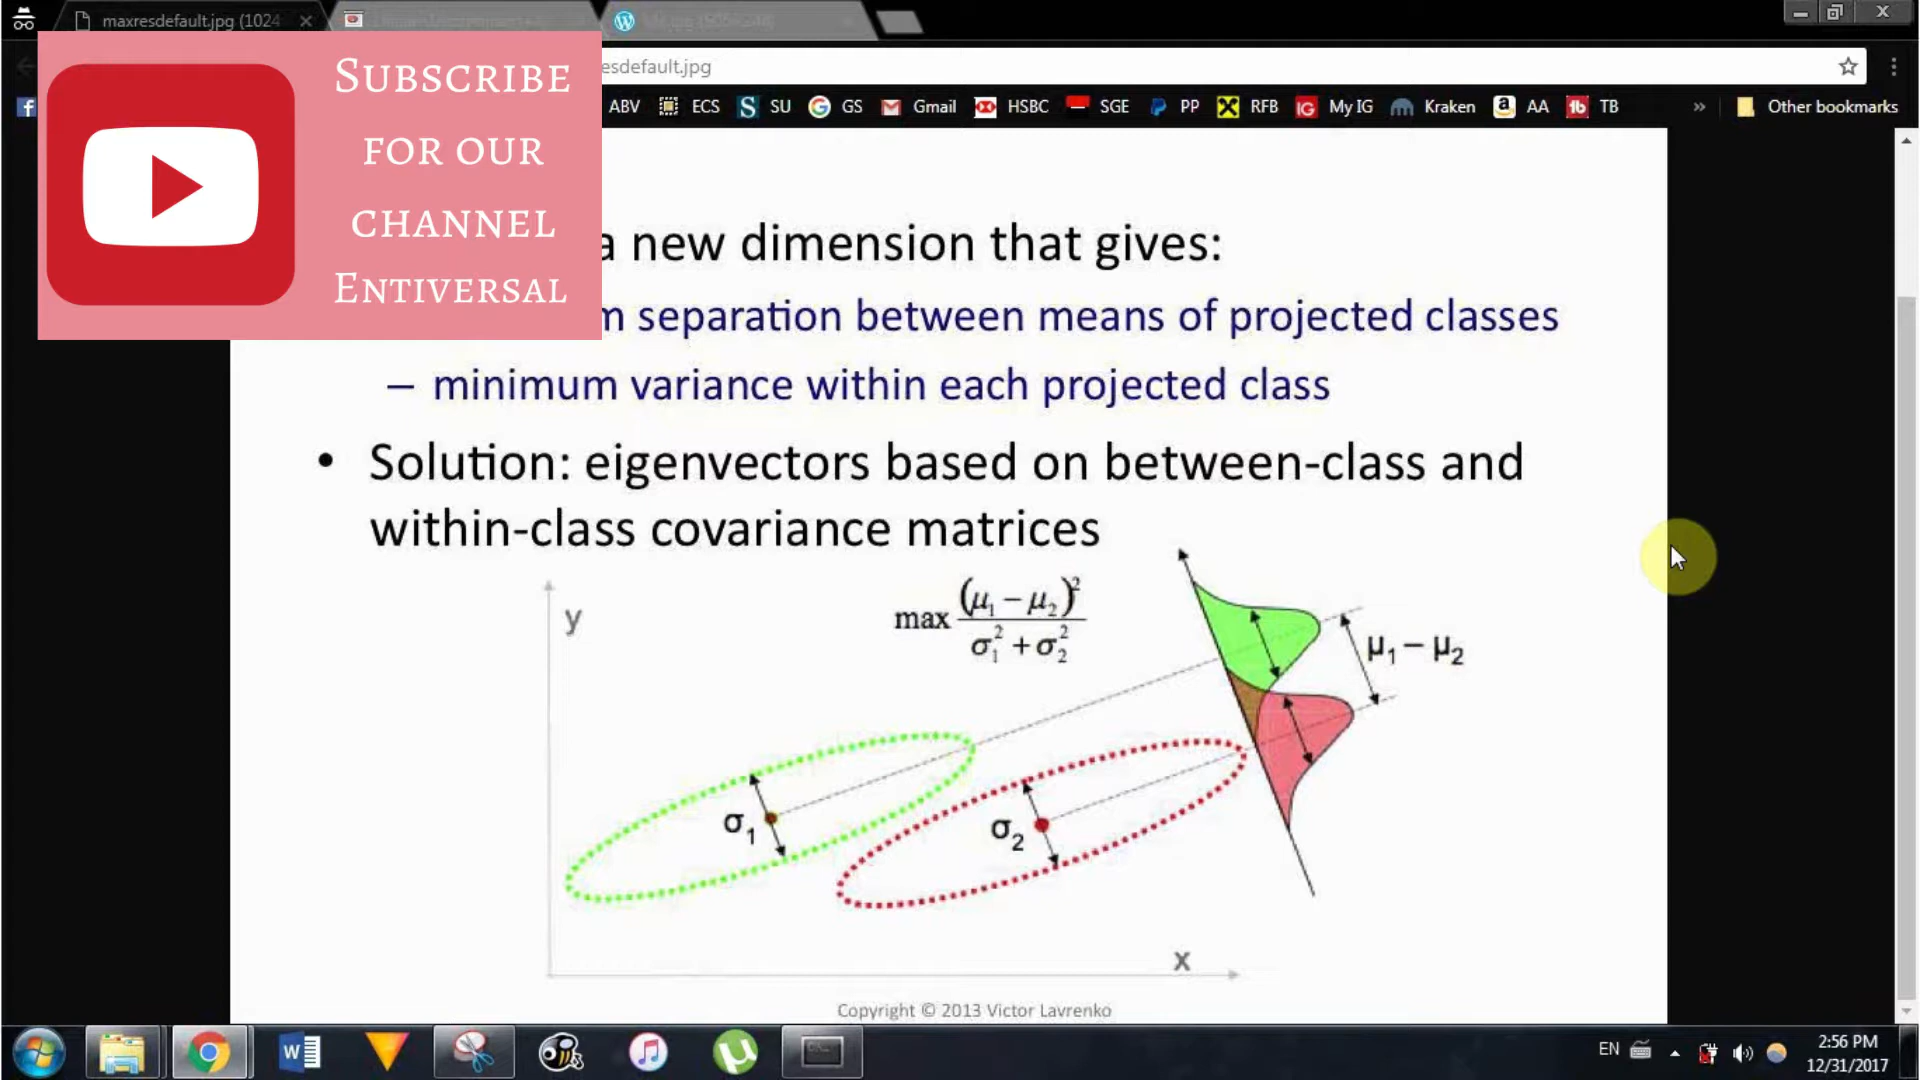 maxresdefault.jpg (1024
SUBSCRIBE
FOR OUR
CHANNEL
ENTIVERSAL
esdefault.jpg
ABV ECS SU GS Gmail HSBC SGE PP RFB My IG Kraken AA TB » Other bookmarks
a new dimension that gives:
m separation between means of projected classes
– minimum variance within each projected class
• Solution: eigenvectors based on between-class and
within-class covariance matrices
y
max (μ₁ − μ₂)² / σ₁² + σ₂²
μ₁ – μ₂
σ₁
σ₂
x
Copyright © 2013 Victor Lavrenko
EN
2:56 PM
12/31/2017